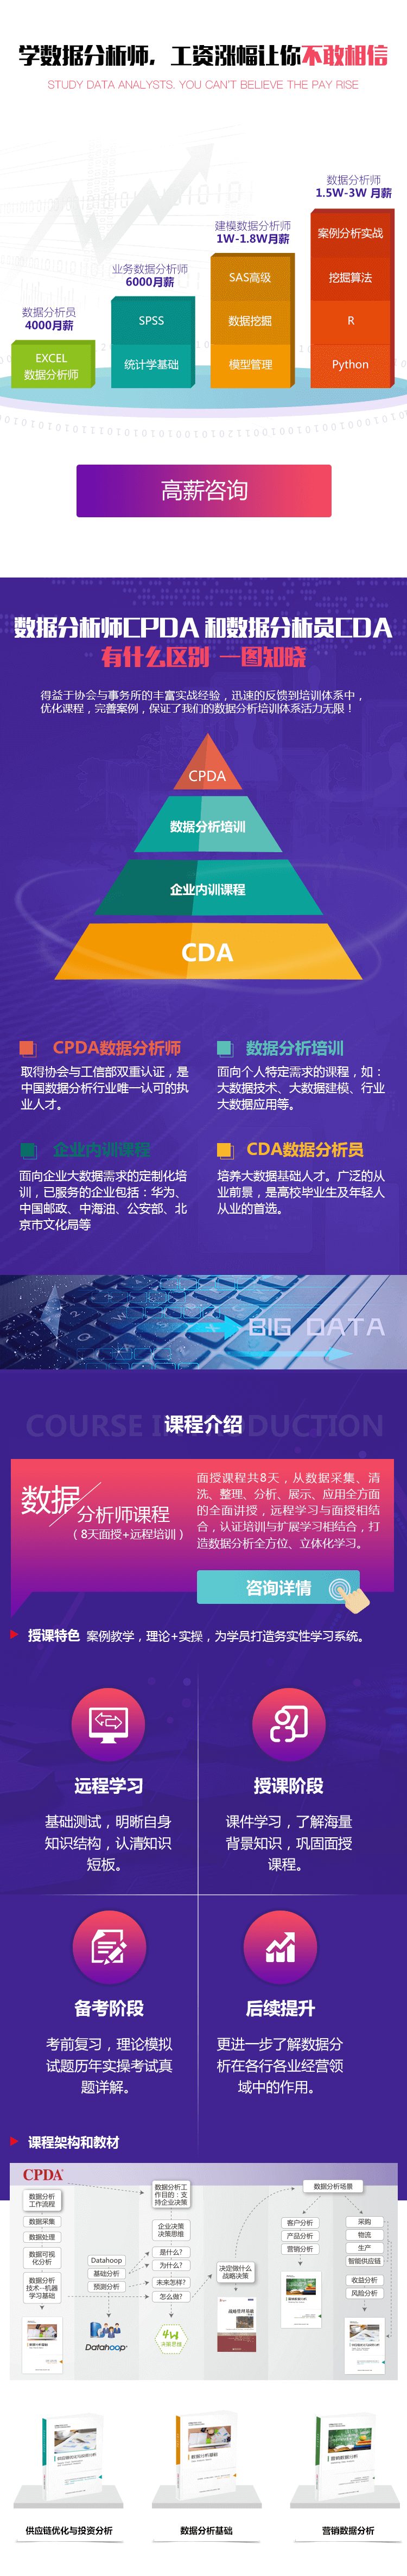 学数据分析师，工资涨幅让你不敢相信
STUDY DATA ANALYSTS. YOU CAN'T BELIEVE THE PAY RISE
数据分析师
1.5W-3W 月薪
建模数据分析师
1W-1.8W月薪
业务数据分析师
6000月薪
数据分析员
4000月薪
案例分析实战
挖掘算法
R
Python
SAS高级
数据挖掘
模型管理
SPSS
统计学基础
EXCEL
数据分析师
高薪咨询
数据分析师CPDA 和数据分析员CDA
有什么区别 一图知晓
得益于协会与事务所的丰富实战经验，迅速的反馈到培训体系中，
优化课程，完善案例，保证了我们的数据分析培训体系活力无限！
CPDA
数据分析培训
企业内训课程
CDA
CPDA数据分析师
取得协会与工信部双重认证，是
中国数据分析行业唯一认可的执
业人才。
数据分析培训
面向个人特定需求的课程，如：
大数据技术、大数据建模、行业
大数据应用等。
企业内训课程
面向企业大数据需求的定制化培
训，已服务的企业包括：华为、
中国邮政、中海油、公安部、北
京市文化局等
CDA数据分析员
培养大数据基础人才。广泛的从
业前景，是高校毕业生及年轻人
从业的首选。
BIG DATA
课程介绍
数据
分析师课程
（8天面授+远程培训）
面授课程共8天，从数据采集、清
洗、整理、分析、展示、应用全方面
的全面讲授，远程学习与面授相结
合，认证培训与扩展学习相结合，打
造数据分析全方位、立体化学习。
咨询详情
授课特色 案例教学，理论+实操，为学员打造务实性学习系统。
远程学习
基础测试，明晰自身
知识结构，认清知识
短板。
授课阶段
课件学习，了解海量
背景知识，巩固面授
课程。
备考阶段
考前复习，理论模拟
试题历年实操考试真
题详解。
后续提升
更进一步了解数据分
析在各行各业经营领
域中的作用。
课程架构和教材
CPDA
数据分析
工作流程
数据采集
数据处理
数据可视
化分析
数据分析
技术--机器
学习基础
Datahoop
基础分析
预测分析
Datahoop
数据分析工
作目的：支
持企业决策
企业决策
决策思维
是什么？
为什么？
未来怎样？
怎么做？
4W
决策思维
决定做什么
战略决策
数据分析场景
客户分析
产品分析
营销分析
采购
物流
生产
智能供应链
收益分析
风险分析
供应链优化与投资分析
数据分析基础
营销数据分析